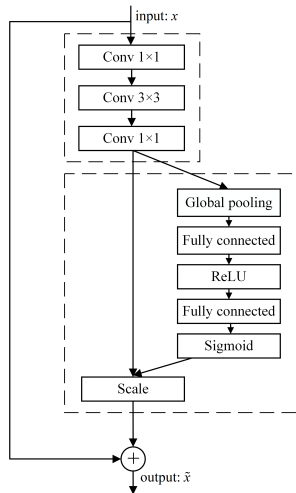 input: x
Conv 1×1
Conv 3×3
Conv 1×1
Global pooling
Fully connected
ReLU
Fully connected
Sigmoid
Scale
+
output: x̃